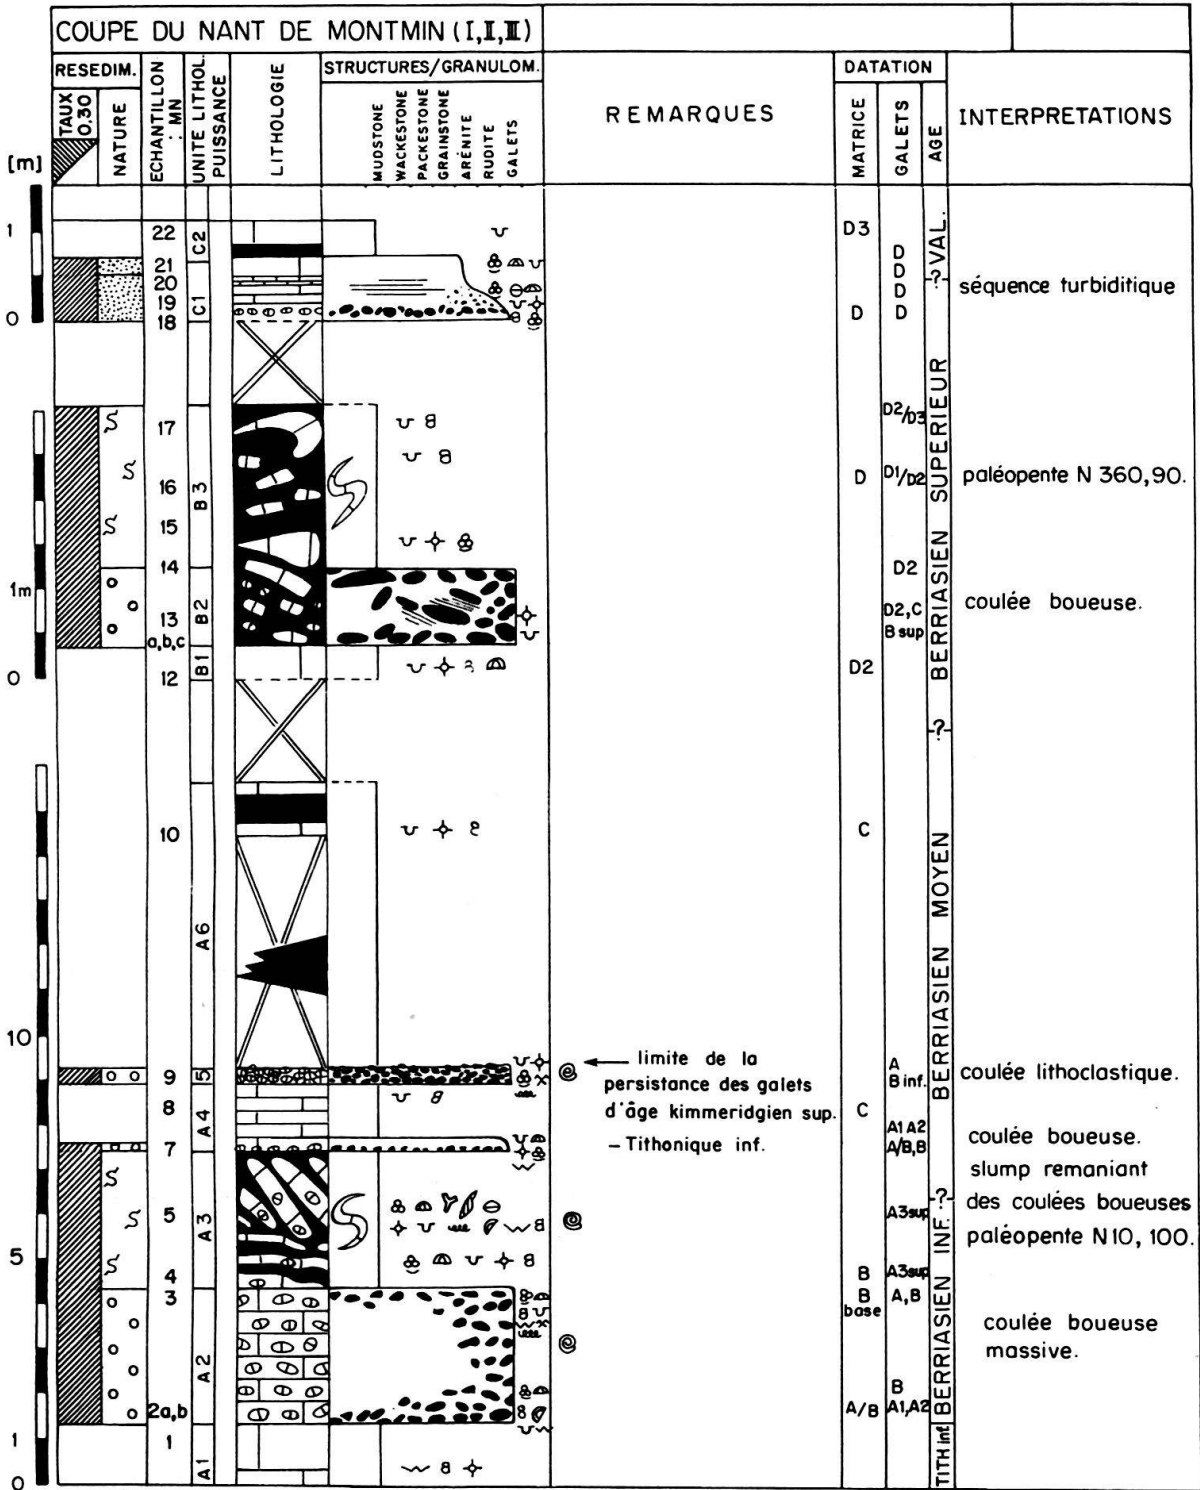 COUPE DU NANT DE MONTMIN (I,II,III)
RESEDIM.
TAUX 0.30
NATURE
ECHANTILLON : MN
UNITE LITHOL.
PUISSANCE
LITHOLOGIE
STRUCTURES/GRANULOM.
MUDSTONE
WACKESTONE
PACKESTONE
GRAINSTONE
ARÉNITE
RUDITE
GALETS
REMARQUES
DATATION
MATRICE
GALETS
AGE
INTERPRETATIONS
[m]
1
22
C2
D3
VAL.
21
D
D
20
D
-?-
séquence turbiditique
19
C1
D
D
0
18
17
D2/D3
BERRIASIEN SUPERIEUR
16
B3
D
D1/D2
paléopente N 360,90.
15
14
D2
1m
13
B2
D2,C
coulée boueuse.
a,b,c
B sup
B1
0
12
D2
-?-
10
C
A6
BERRIASIEN MOYEN
10
limite de la
A
9
5
persistance des galets
B inf.
coulée lithoclastique.
8
A4
d'âge kimmeridgien sup.
C
A1 A2
7
– Tithonique inf.
A/B,B
coulée boueuse.
slump remaniant
-?-
des coulées boueuses
5
A3
A3sup
paléopente N10, 100.
5
4
B
A3sup
BERRIASIEN INF.
3
B
A,B
base
coulée boueuse
massive.
A2
B
2a,b
A/B
A1,A2
1
1
A1
TITH inf
0